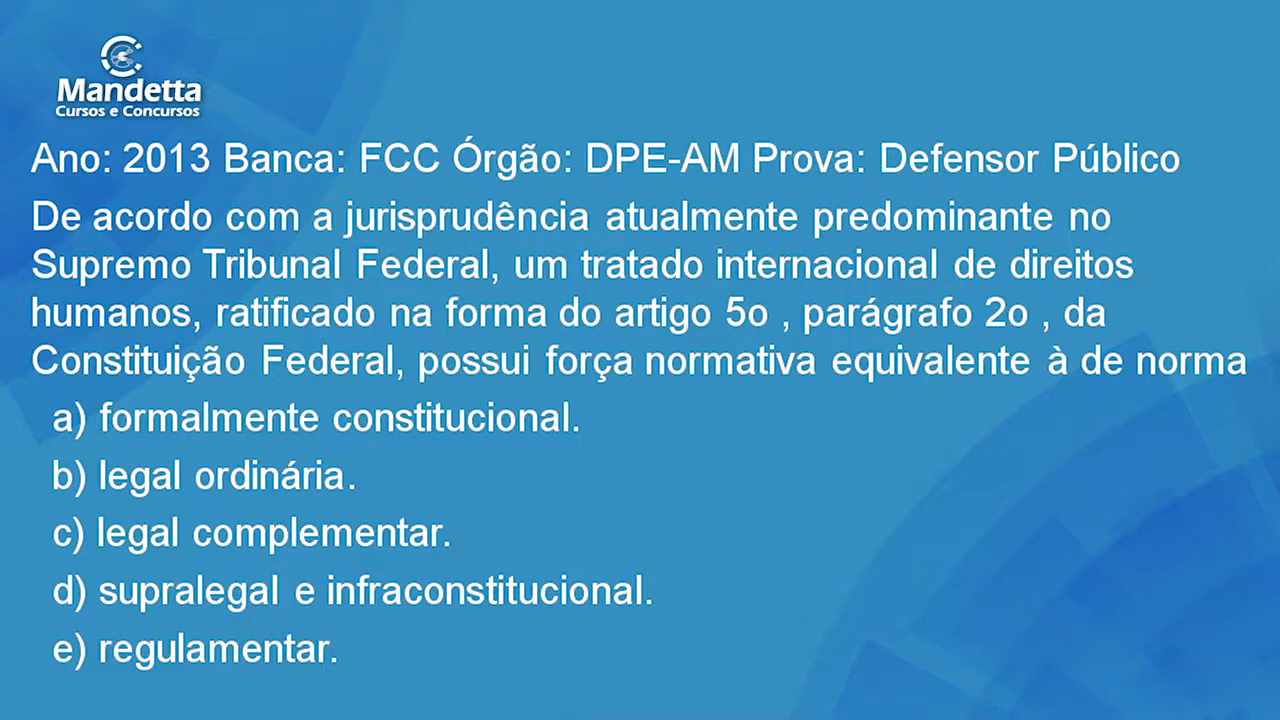 Mandetta
Cursos e Concursos
Ano: 2013 Banca: FCC Órgão: DPE-AM Prova: Defensor Público
De acordo com a jurisprudência atualmente predominante no
Supremo Tribunal Federal, um tratado internacional de direitos
humanos, ratificado na forma do artigo 5o , parágrafo 2o , da
Constituição Federal, possui força normativa equivalente à de norma
a) formalmente constitucional.
b) legal ordinária.
c) legal complementar.
d) supralegal e infraconstitucional.
e) regulamentar.